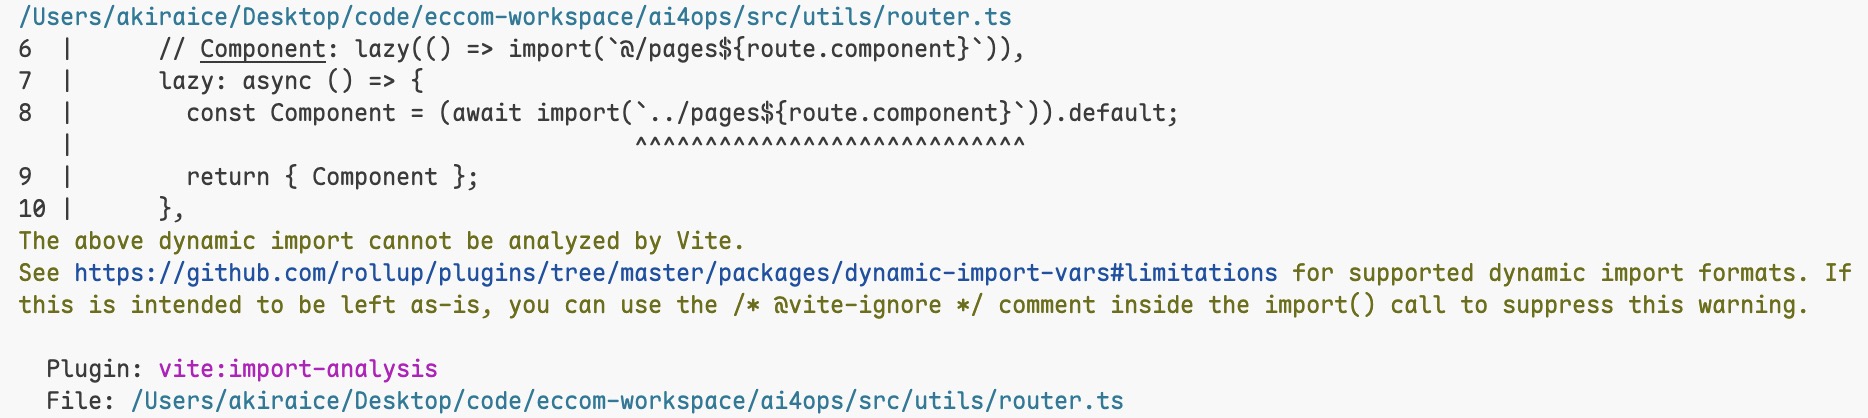 /Users/akiraice/Desktop/code/eccom-workspace/ai4ops/src/utils/router.ts
6  |      // Component: lazy(() => import(`@/pages${route.component}`)),
7  |      lazy: async () => {
8  |        const Component = (await import(`../pages${route.component}`)).default;
   |                                        ^^^^^^^^^^^^^^^^^^^^^^^^^^^^
9  |        return { Component };
10 |      },
The above dynamic import cannot be analyzed by Vite.
See https://github.com/rollup/plugins/tree/master/packages/dynamic-import-vars#limitations for supported dynamic import formats. If
this is intended to be left as-is, you can use the /* @vite-ignore */ comment inside the import() call to suppress this warning.
  Plugin: vite:import-analysis
  File: /Users/akiraice/Desktop/code/eccom-workspace/ai4ops/src/utils/router.ts